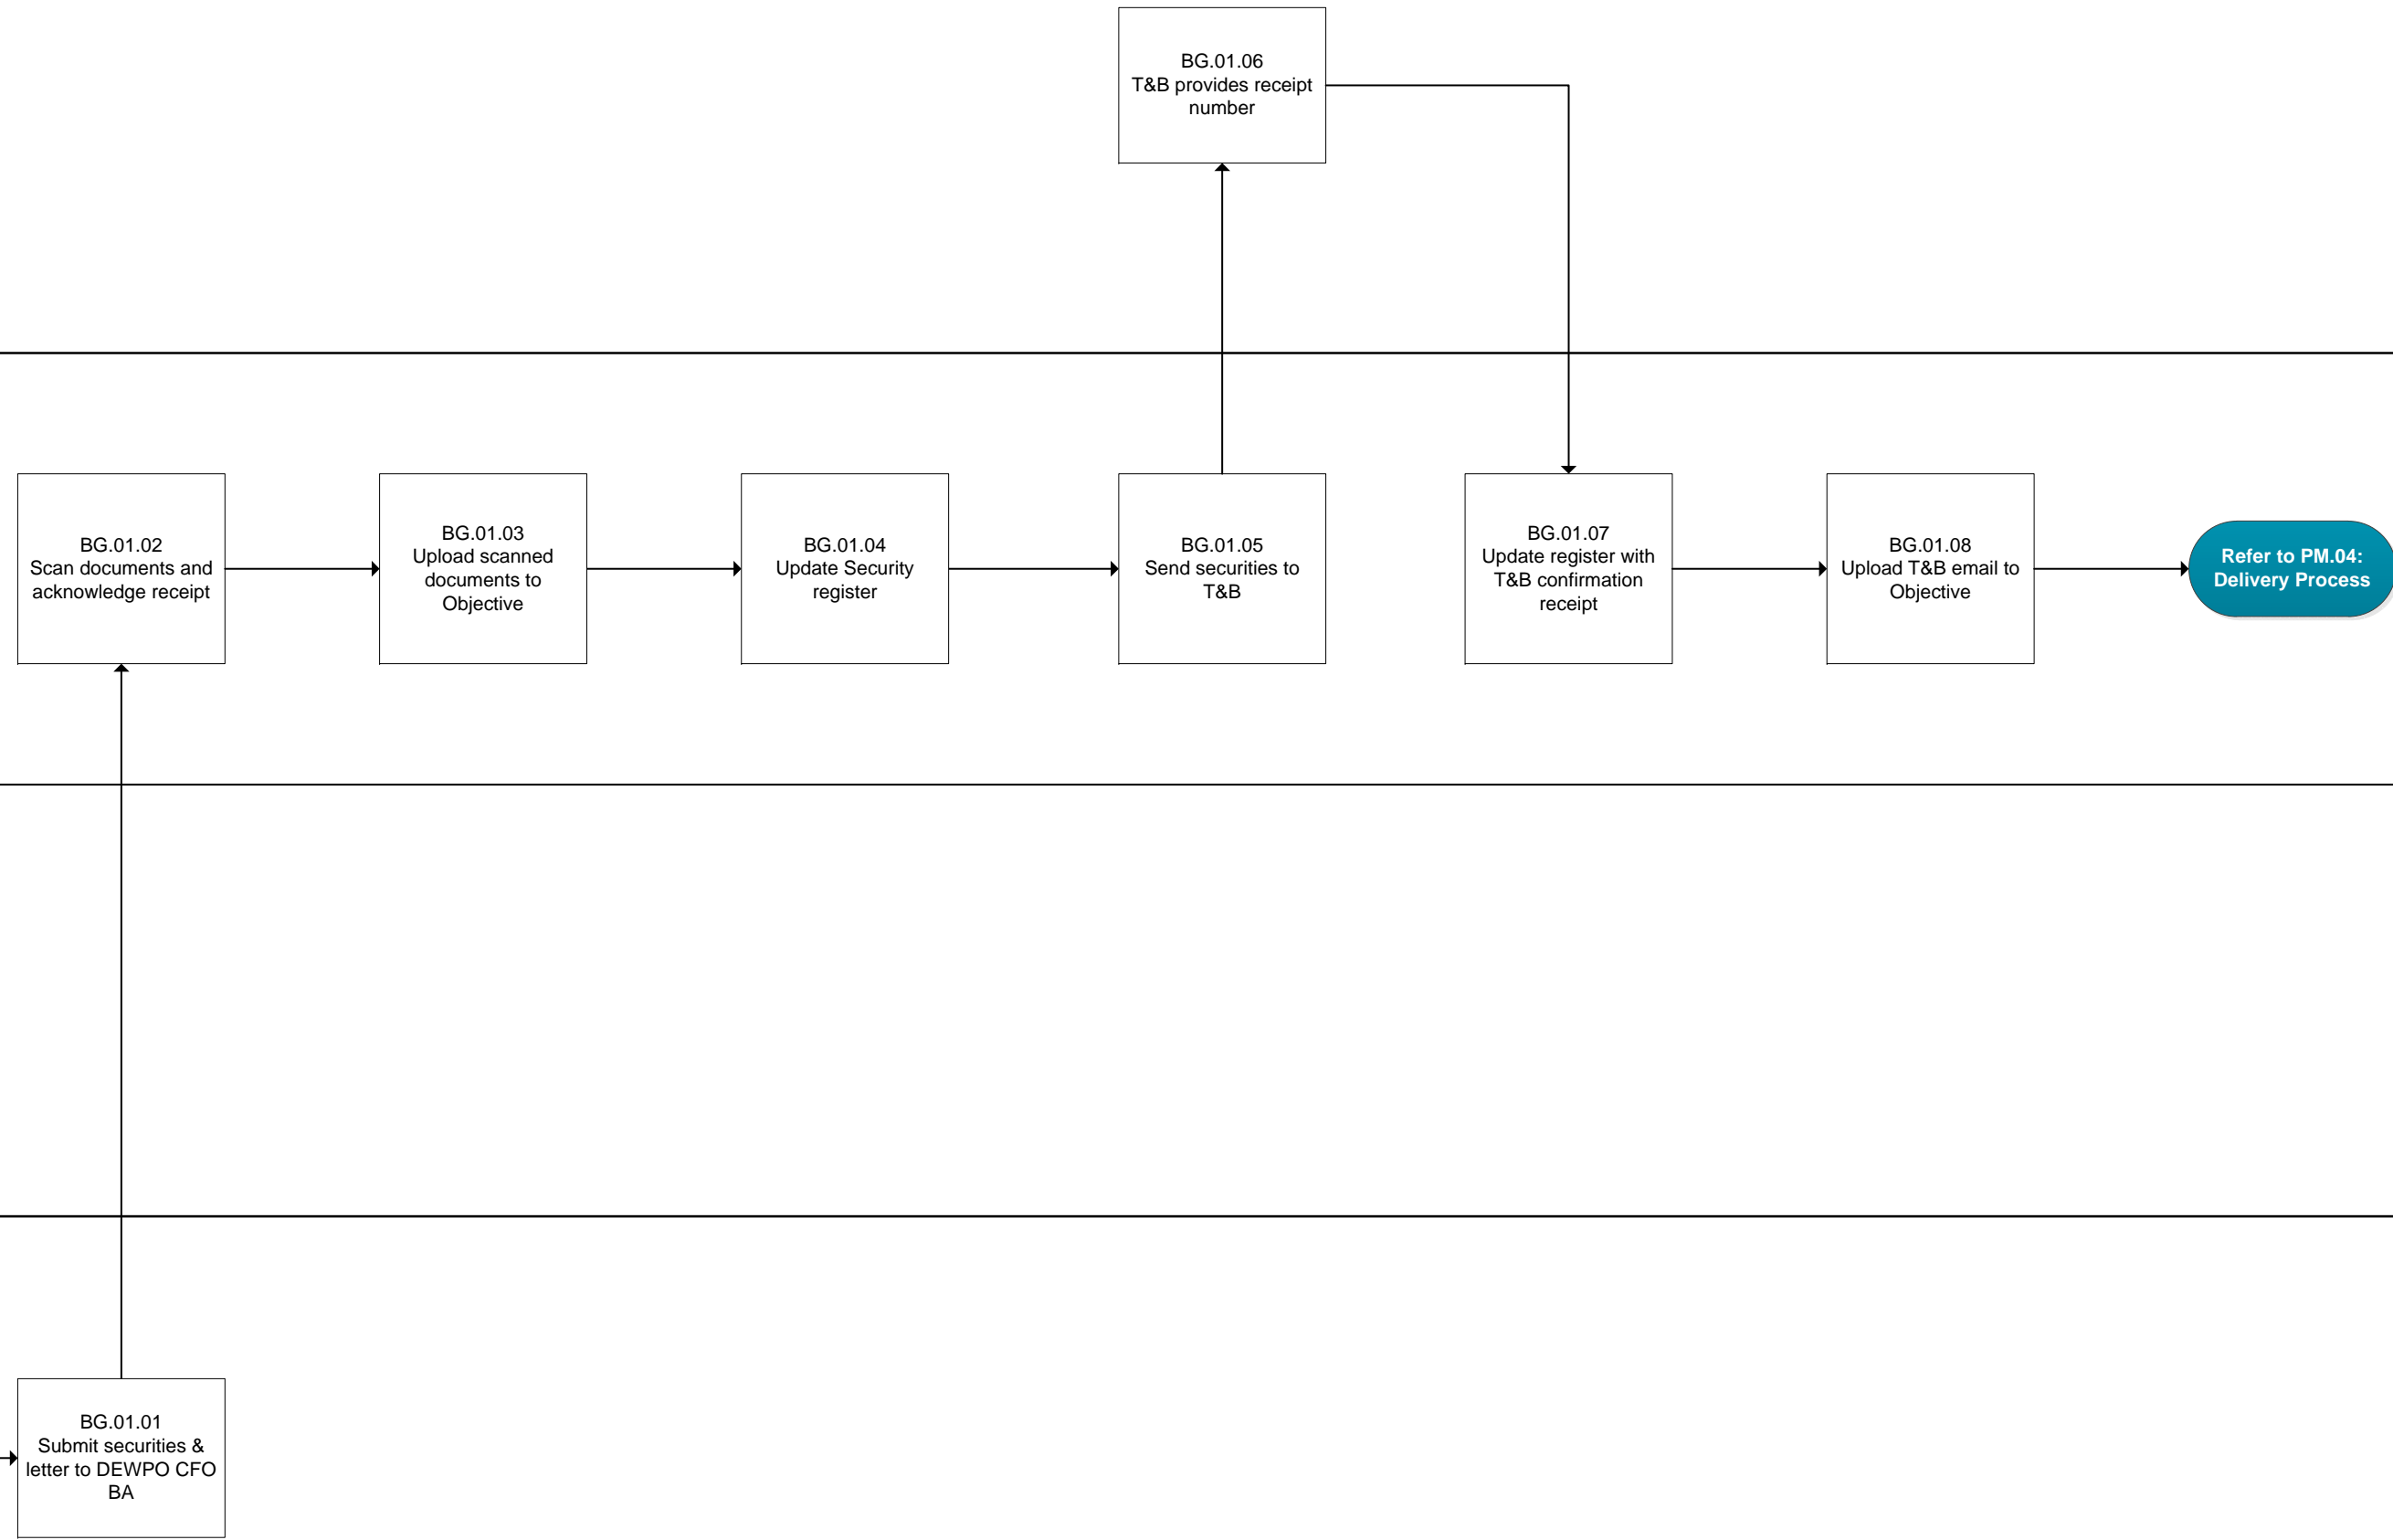 BG.01.06
T&B provides receipt
number
BG.01.02
Scan documents and
acknowledge receipt
BG.01.03
Upload scanned
documents to
Objective
BG.01.04
Update Security
register
BG.01.05
Send securities to
T&B
BG.01.07
Update register with
T&B confirmation
receipt
BG.01.08
Upload T&B email to
Objective
Refer to PM.04:
Delivery Process
BG.01.01
Submit securities &
letter to DEWPO CFO
BA